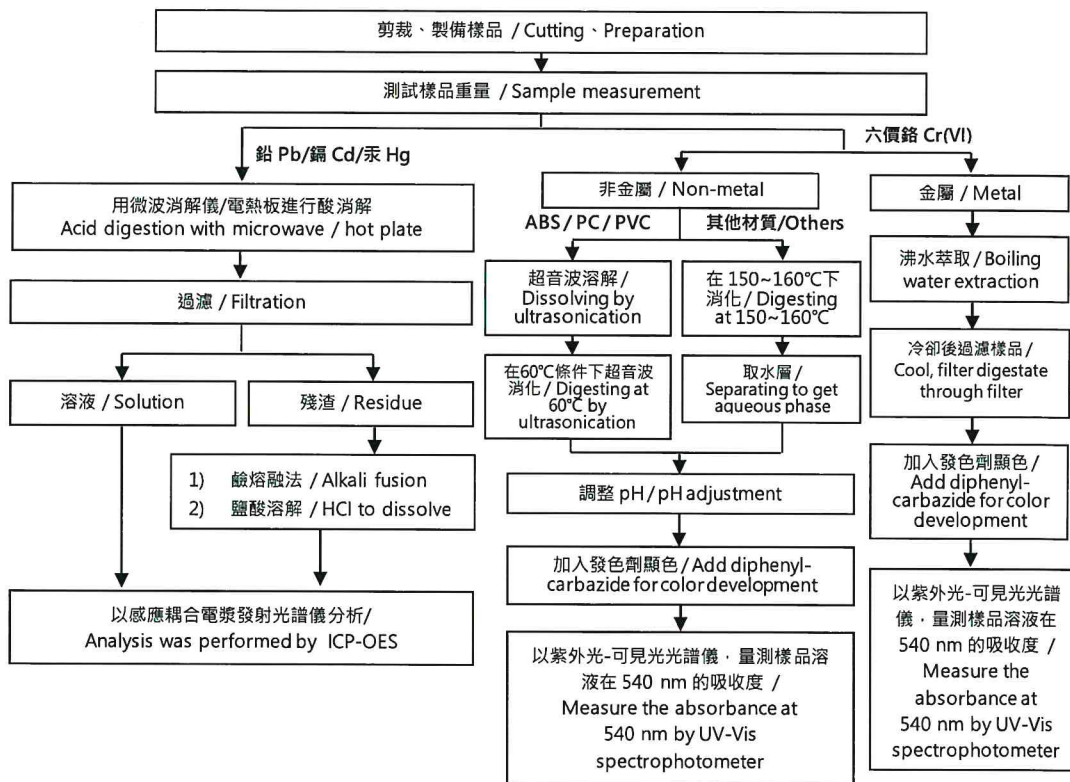 剪裁、製備樣品 / Cutting、Preparation
測試樣品重量 / Sample measurement
鉛 Pb/鎘 Cd/汞 Hg
六價鉻 Cr(VI)
用微波消解儀/電熱板進行酸消解
Acid digestion with microwave / hot plate
過濾 / Filtration
溶液 / Solution
殘渣 / Residue
1) 鹼熔融法 / Alkali fusion
2) 鹽酸溶解 / HCl to dissolve
以感應耦合電漿發射光譜儀分析/
Analysis was performed by ICP-OES
非金屬 / Non-metal
ABS / PC / PVC
其他材質/Others
超音波溶解 /
Dissolving by
ultrasonication
在60℃條件下超音波
消化 / Digesting at
60℃ by
ultrasonication
在 150~160℃下
消化 / Digesting
at 150~160℃
取水層 /
Separating to get
aqueous phase
調整 pH / pH adjustment
加入發色劑顯色 / Add diphenyl-
carbazide for color development
以紫外光-可見光光譜儀，量測樣品溶
液在 540 nm 的吸收度 /
Measure the absorbance at
540 nm by UV-Vis
spectrophotometer
金屬 / Metal
沸水萃取 / Boiling
water extraction
冷卻後過濾樣品 /
Cool, filter digestate
through filter
加入發色劑顯色 /
Add diphenyl-
carbazide for color
development
以紫外光-可見光光譜
儀，量測樣品溶液在
540 nm 的吸收度 /
Measure the
absorbance at
540 nm by UV-Vis
spectrophotometer